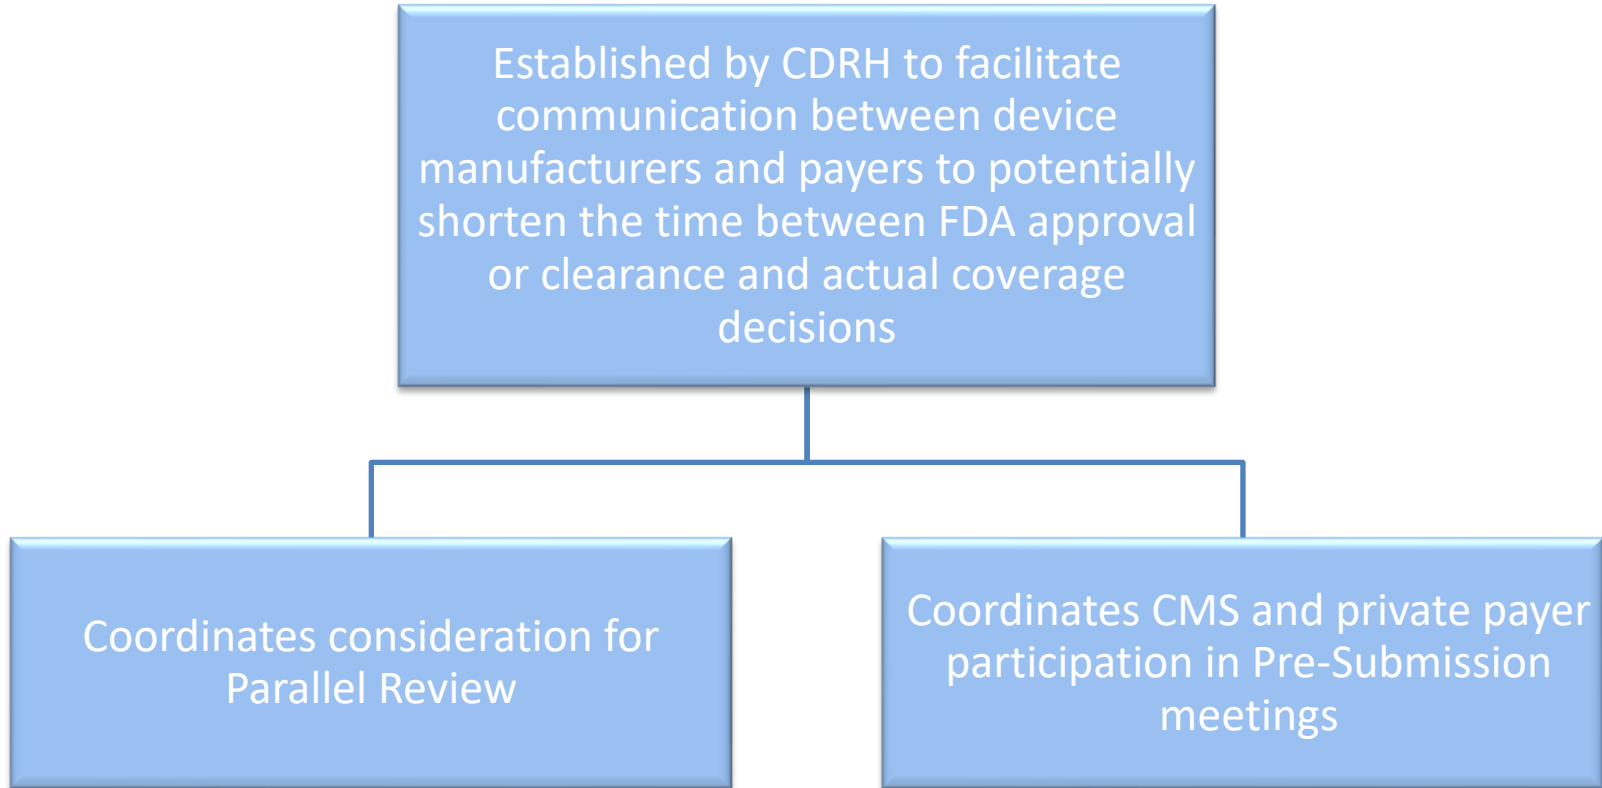 Established by CDRH to facilitate
communication between device
manufacturers and payers to potentially
shorten the time between FDA approval
or clearance and actual coverage
decisions
Coordinates consideration for
Parallel Review
Coordinates CMS and private payer
participation in Pre-Submission
meetings